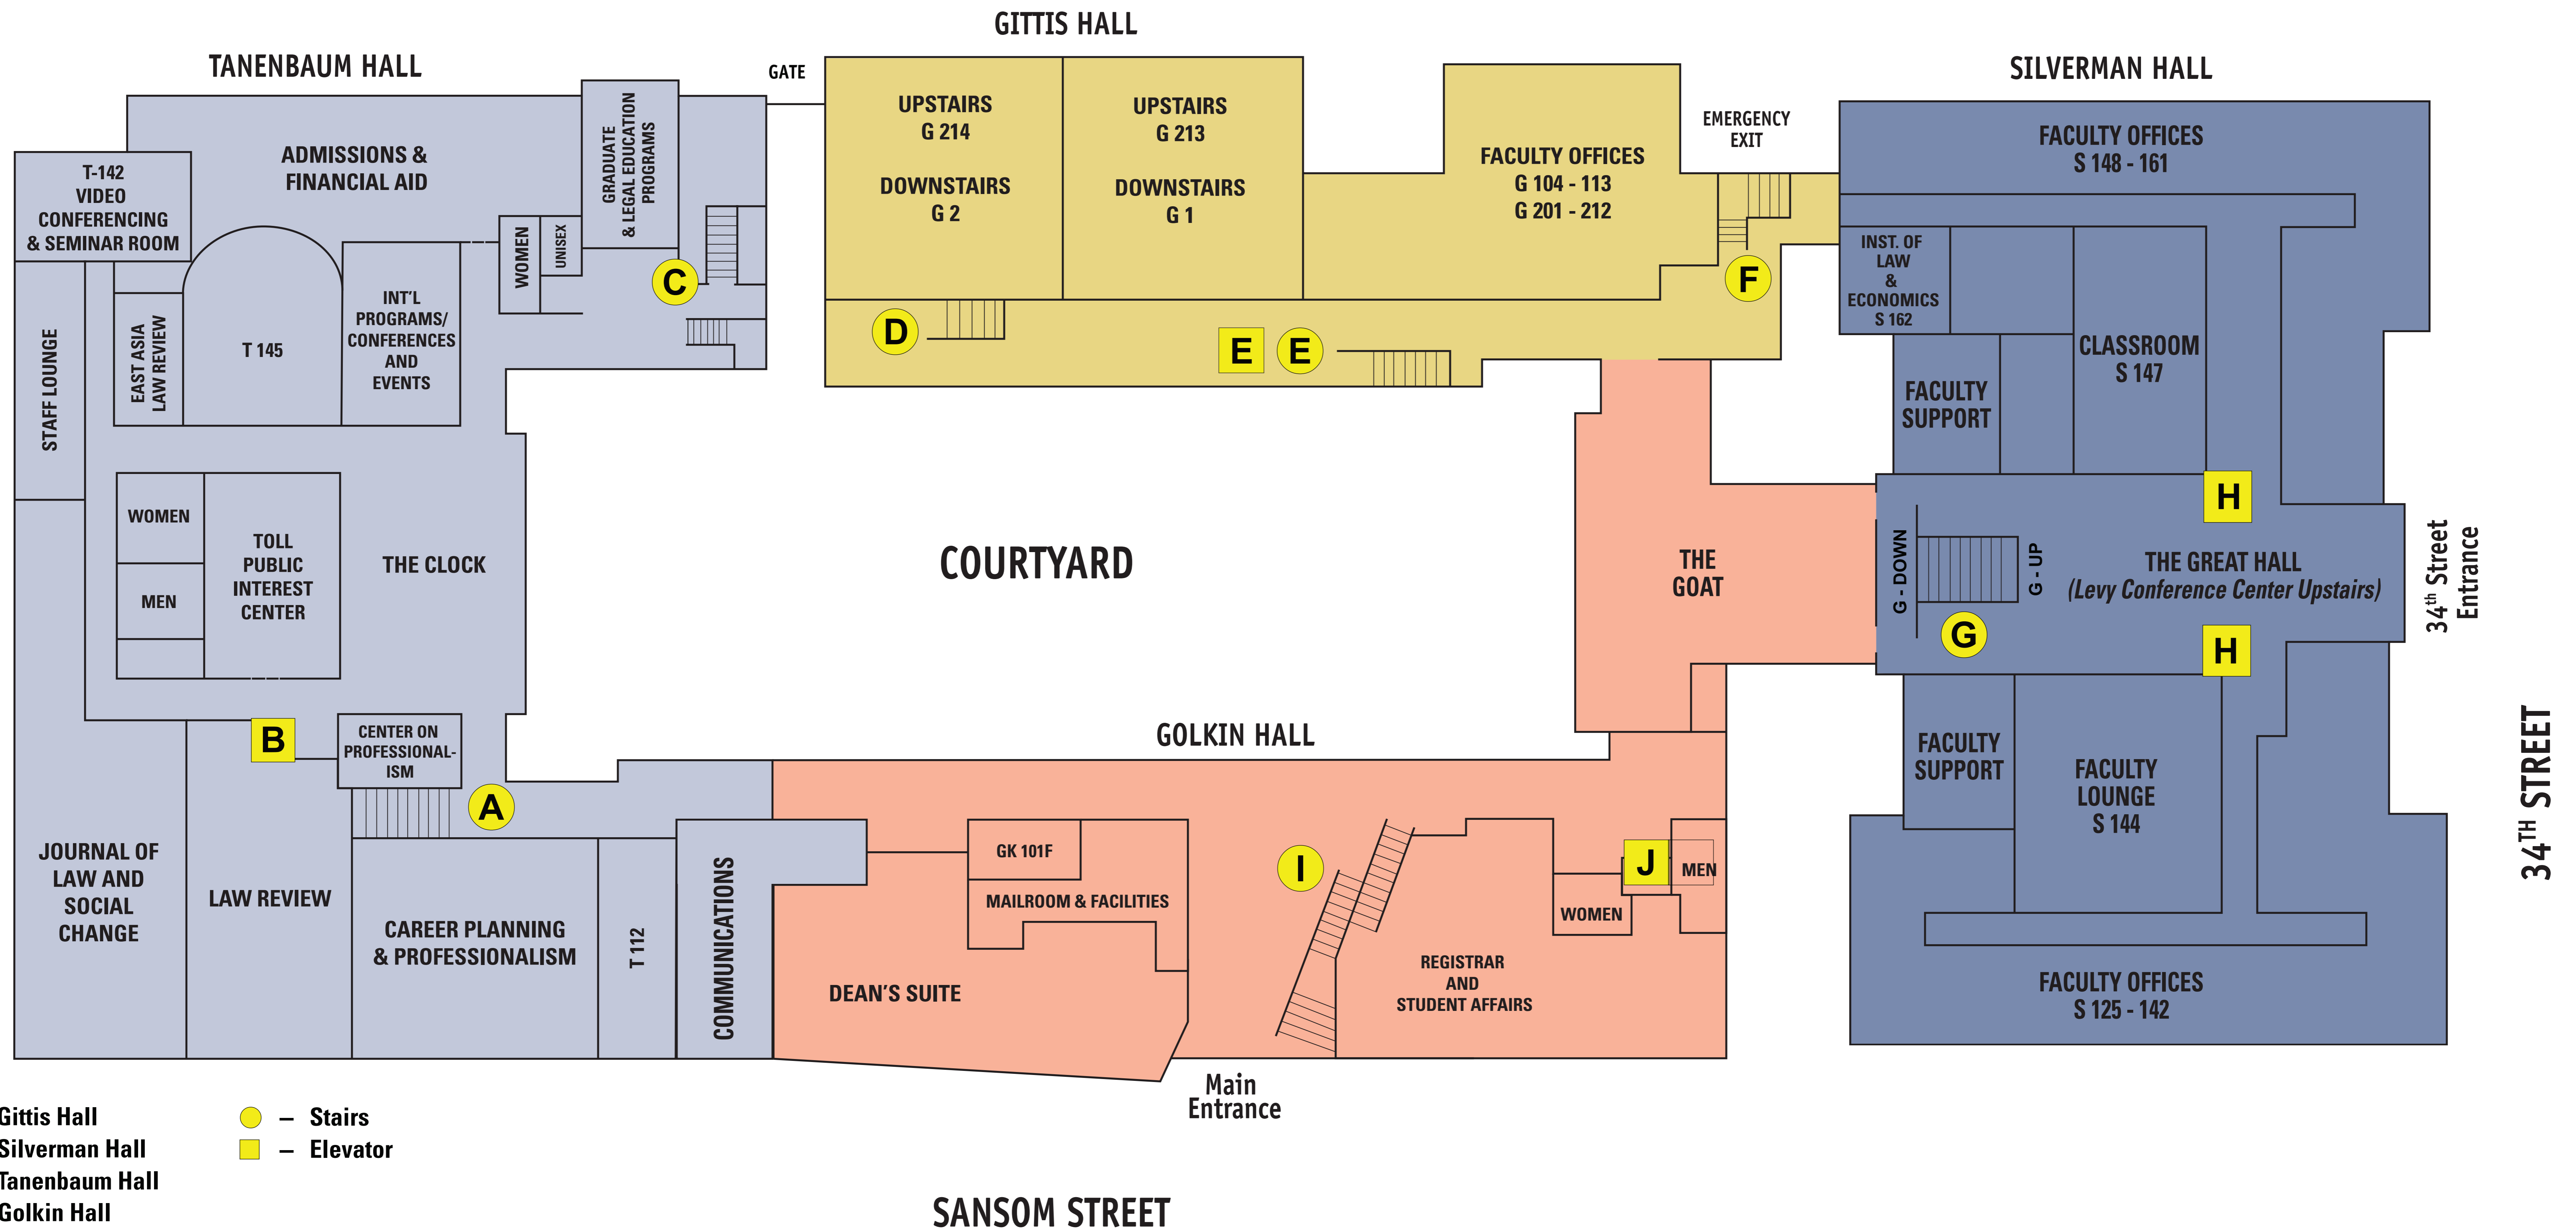 GITTIS HALL
TANENBAUM HALL
SILVERMAN HALL
GATE
UPSTAIRS
G 214
DOWNSTAIRS
G 2
UPSTAIRS
G 213
DOWNSTAIRS
G 1
FACULTY OFFICES
G 104 - 113
G 201 - 212
EMERGENCY
EXIT
FACULTY OFFICES
S 148 - 161
ADMISSIONS &
FINANCIAL AID
GRADUATE
& LEGAL EDUCATION
PROGRAMS
T-142
VIDEO
CONFERENCING
& SEMINAR ROOM
WOMEN
UNISEX
C
STAFF LOUNGE
EAST ASIA
LAW REVIEW
T 145
INT'L
PROGRAMS/
CONFERENCES
AND
EVENTS
D
E
E
F
INST. OF
LAW
&
ECONOMICS
S 162
CLASSROOM
S 147
FACULTY
SUPPORT
H
WOMEN
MEN
TOLL
PUBLIC
INTEREST
CENTER
THE CLOCK
COURTYARD
THE
GOAT
G - DOWN
G - UP
G
THE GREAT HALL
(Levy Conference Center Upstairs)
34th Street
Entrance
H
B
CENTER ON
PROFESSIONAL-
ISM
A
GOLKIN HALL
FACULTY
SUPPORT
FACULTY
LOUNGE
S 144
34TH STREET
JOURNAL OF
LAW AND
SOCIAL
CHANGE
LAW REVIEW
CAREER PLANNING
& PROFESSIONALISM
T 112
COMMUNICATIONS
GK 101F
MAILROOM & FACILITIES
DEAN'S SUITE
I
J
MEN
WOMEN
REGISTRAR
AND
STUDENT AFFAIRS
FACULTY OFFICES
S 125 - 142
Main
Entrance
Gittis Hall
Silverman Hall
Tanenbaum Hall
Golkin Hall
– Stairs
– Elevator
SANSOM STREET